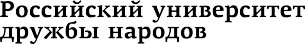 Российский университет
дружбы народов